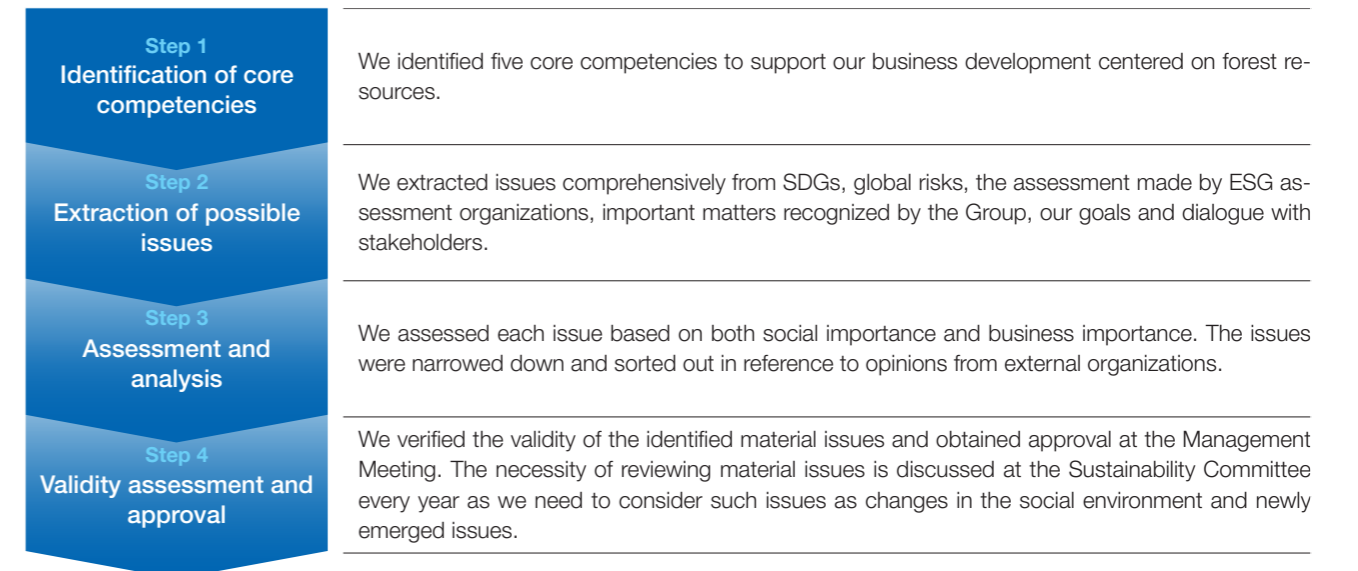 Step 1
Identification of core
competencies
We identified five core competencies to support our business development centered on forest re-
sources.
Step 2
Extraction of possible
issues
We extracted issues comprehensively from SDGs, global risks, the assessment made by ESG as-
sessment organizations, important matters recognized by the Group, our goals and dialogue with
stakeholders.
Step 3
Assessment and
analysis
We assessed each issue based on both social importance and business importance. The issues
were narrowed down and sorted out in reference to opinions from external organizations.
Step 4
Validity assessment and
approval
We verified the validity of the identified material issues and obtained approval at the Management
Meeting. The necessity of reviewing material issues is discussed at the Sustainability Committee
every year as we need to consider such issues as changes in the social environment and newly
emerged issues.